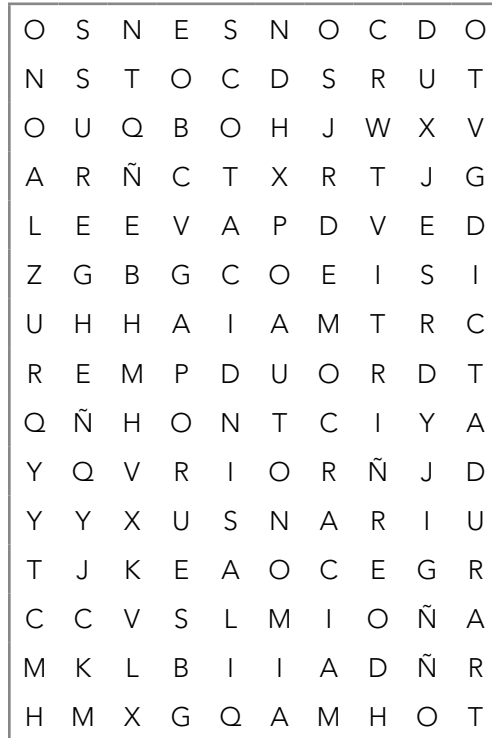 O S N E S N O C D O
N S T O C D S R U T
O U Q B O H J W X V
A R Ñ C T X R T J G
L E E V A P D V E D
Z G B G C O E I S I
U H H A I A M T R C
R E M P D U O R D T
Q Ñ H O N T C I Y A
Y Q V R I O R Ñ J D
Y Y X U S N A R I U
T J K E A O C E G R
C C V S L M I O Ñ A
M K L B I I A D Ñ R
H M X G Q A M H O T